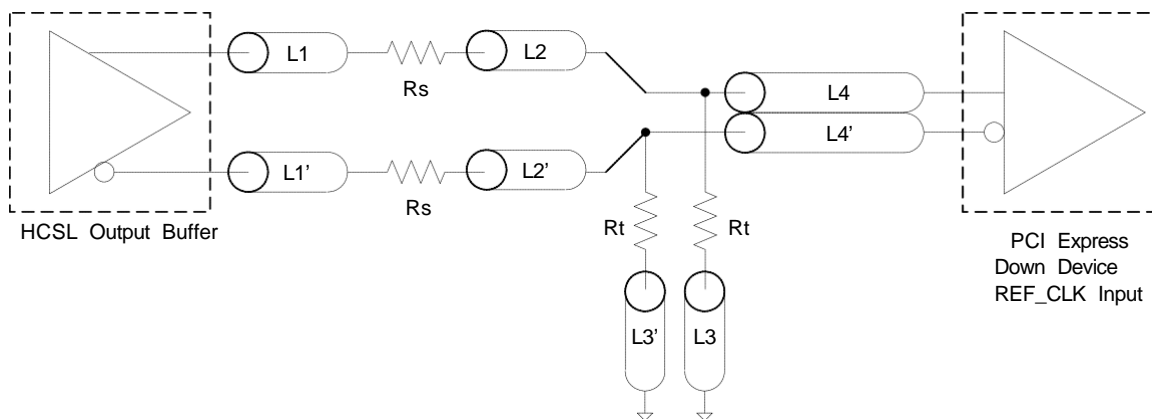 L1
Rs
L2
L4
L4'
L1'
Rs
L2'
HCSL Output Buffer
Rt
Rt
L3'
L3
PCI Express
Down Device
REF_CLK Input